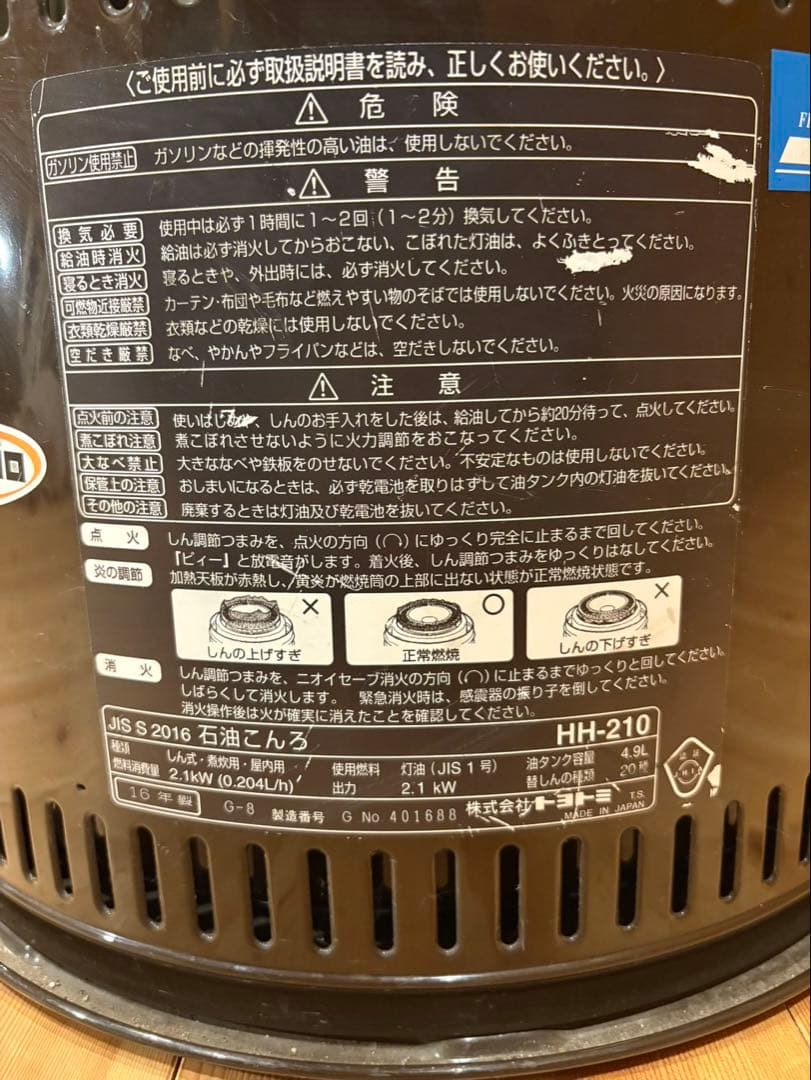 〈ご使用前に必ず取扱説明書を読み、正しくお使いください。〉
危険
ガソリン使用禁止 ガソリンなどの揮発性の高い油は、使用しないでください。
警告
換気必要 使用中は必ず1時間に1～2回(1～2分)換気してください。
給油時消火 給油は必ず消火してからおこない、こぼれた灯油は、よくふきとってください。
寝るとき消火 寝るときや、外出時には、必ず消火してください。
可燃物近接厳禁 カーテン・布団や毛布など燃えやすい物のそばでは使用しないでください。火災の原因になります。
衣類乾燥厳禁 衣類などの乾燥には使用しないでください。
空だき厳禁 なべ、やかんやフライパンなどは、空だきしないでください。
注意
点火前の注意 使いはじめ、しんのお手入れをした後は、給油してから約20分待って、点火してください。
煮こぼれ注意 煮こぼれさせないように火力調節をおこなってください。
大なべ禁止 大きななべや鉄板をのせないでください。不安定なものは使用しないでください。
保管上の注意 おしまいになるときは、必ず乾電池を取りはずして油タンク内の灯油を抜いてください。
その他の注意 廃棄するときは灯油及び乾電池を抜いてください。
点火 しん調節つまみを、点火の方向(⌒)にゆっくり完全に止まるまで回してください。
「ピィー」と放電音がします。着火後、しん調節つまみをゆっくりはなしてください。
炎の調節 加熱天板が赤熱し、黄炎が燃焼筒の上部に出ない状態が正常燃焼状態です。
× ○ ×
しんの上げすぎ 正常燃焼 しんの下げすぎ
消火 しん調節つまみを、ニオイセーブ消火の方向(⌒)に止まるまでゆっくりと回してください。
しばらくして消火します。 緊急消火時は、感震器の振り子を倒してください。
消火操作後は火が確実に消えたことを確認してください。
JIS S 2016 石油こんろ HH-210
種類 しん式・煮炊用・屋内用 使用燃料 灯油(JIS1号) 油タンク容量 4.9L
燃料消費量 2.1kW(0.204L/h) 出力 2.1 kW 替しんの種類 20種
16年製 G-8 製造番号 G No 401688 株式会社トヨトミ T.S.
MADE IN JAPAN